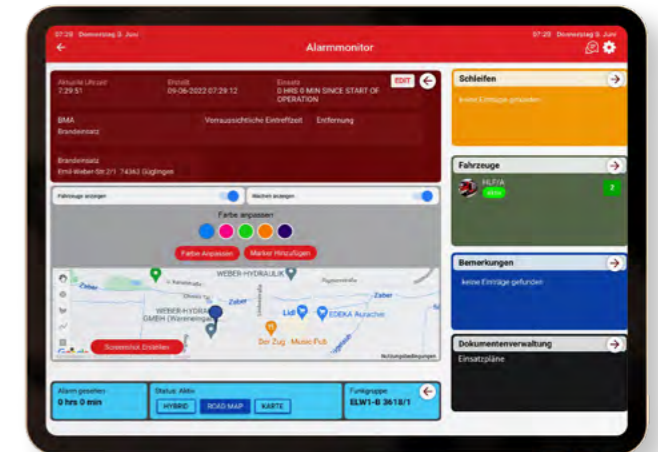 07:29 Donnerstag 9. Juni
07:29 Donnerstag 9. Juni
Alarmmonitor
Aktuelle Uhrzeit
7:29:51
Erstellt
09-06-2022 07:29:12
Einsatz
0 HRS 0 MIN SINCE START OF
OPERATION
EDIT
BMA
Brandeinsatz
Vorraussichtliche Eintreffzeit
Entfernung
Brandeinsatz
Emil-Weber-Str.2/1 74363 Güglingen
Fahrzeuge anzeigen
Wachen anzeigen
Farbe anpassen
Farbe Anpassen
Marker Hinzufügen
WEBER-HYDRAULIK
Zaber
Zaber
Zaber
WEBER-HYDRAU
GMBH (Wareneingang
Lidl
EDEKA Aurachs
Der Zug - Music Pub
Screenshot Erstellen
Nutzungsbedingungen
Alarm gesehen
0 hrs 0 min
Status: Aktiv
HYBRID
ROAD MAP
KARTE
Funkgruppe
ELW1-B 3618/1
Schleifen
keine Einträge gefunden
Fahrzeuge
HLF/A
2
Bemerkungen
keine Einträge gefunden
Dokumentenverwaltung
Einsatzpläne